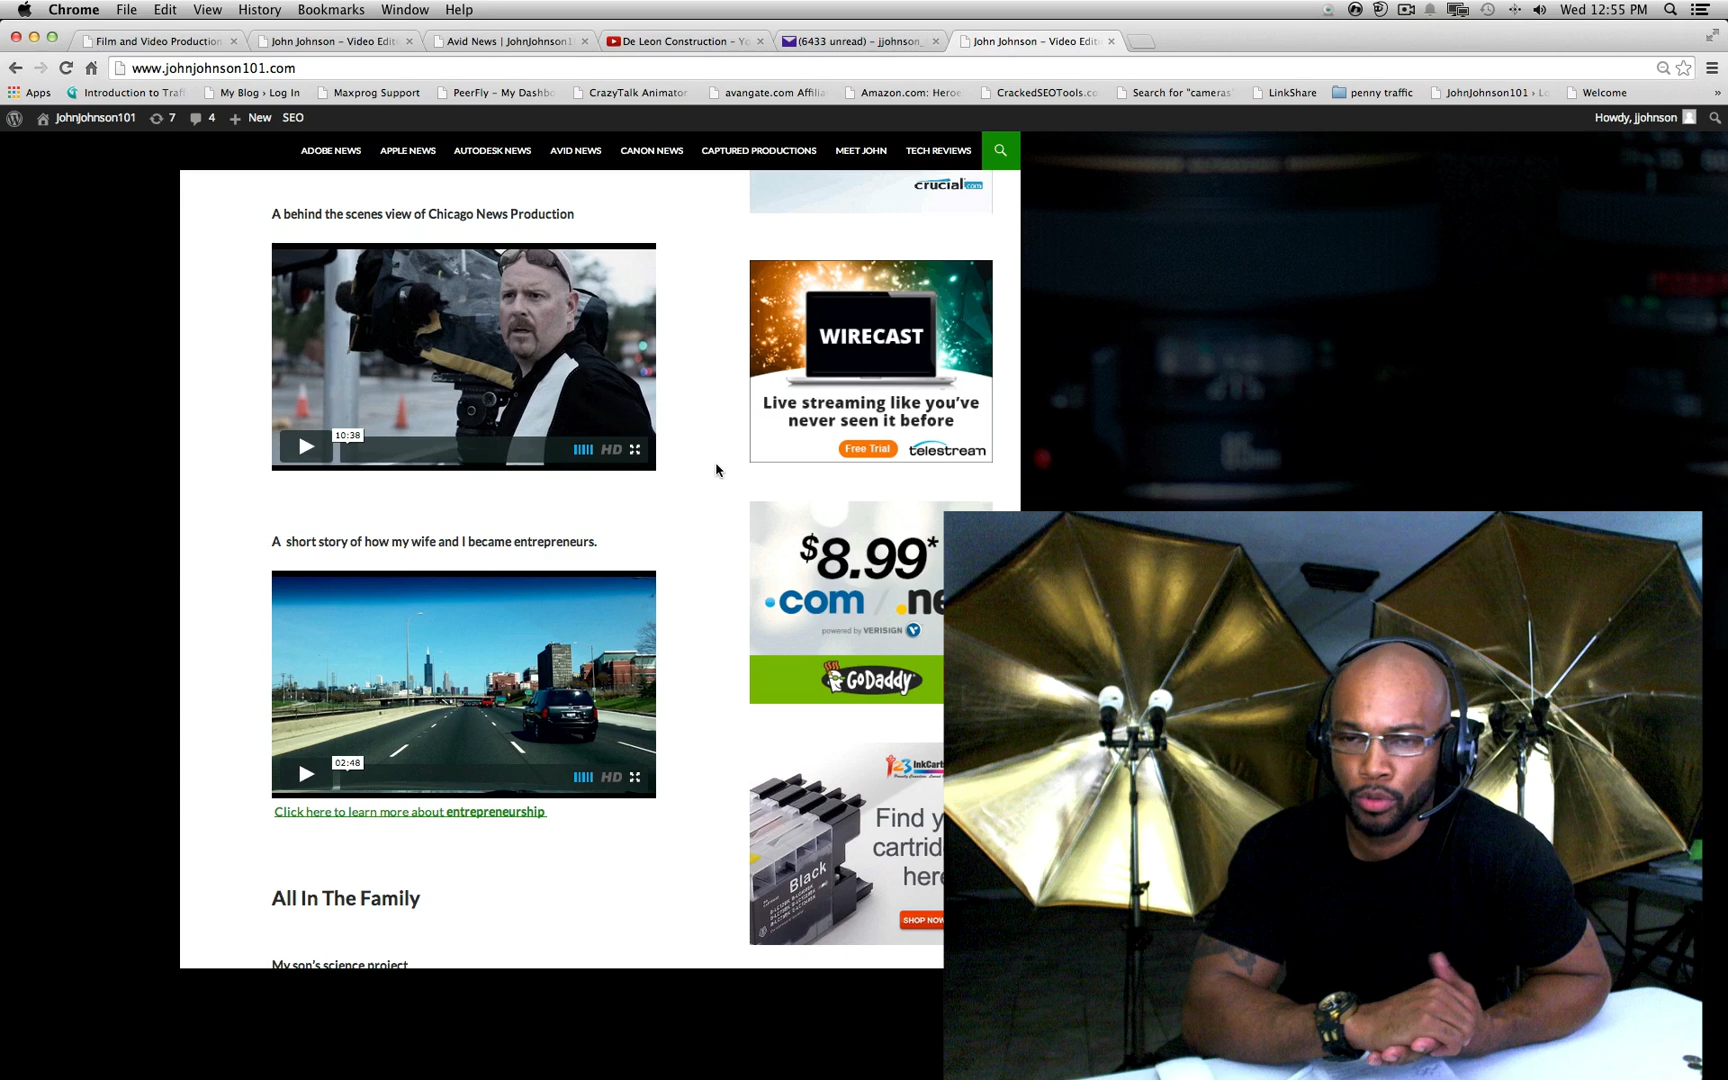 Chrome File Edit View History Bookmarks Window Help
Wed 12:55 PM
Film and Video Production
John Johnson – Video Edit
Avid News | JohnJohnson1
De Leon Construction – Yo
(6433 unread) – jjohnson_
John Johnson – Video Edit
www.johnjohnson101.com
Apps
Introduction to Traf
My Blog › Log In
Maxprog Support
PeerFly – My Dashbo
CrazyTalk Animator
avangate.com Affilia
Amazon.com: Heroe
CrackedSEOTools.co
Search for "cameras"
LinkShare
penny traffic
JohnJohnson101 › Lo
Welcome
»
JohnJohnson101
7
4
+ New
SEO
Howdy, jjohnson
ADOBE NEWS
APPLE NEWS
AUTODESK NEWS
AVID NEWS
CANON NEWS
CAPTURED PRODUCTIONS
MEET JOHN
TECH REVIEWS
crucial.com
A behind the scenes view of Chicago News Production
10:38
HD
WIRECAST
Live streaming like you've
never seen it before
Free Trial
telestream
A short story of how my wife and I became entrepreneurs.
02:48
HD
Click here to learn more about entrepreneurship
$8.99*
.com / .ne
powered by VERISIGN
GoDaddy
123 InkCart
Find y
cartrid
here
Black
SHOP NOW
All In The Family
My son's science project